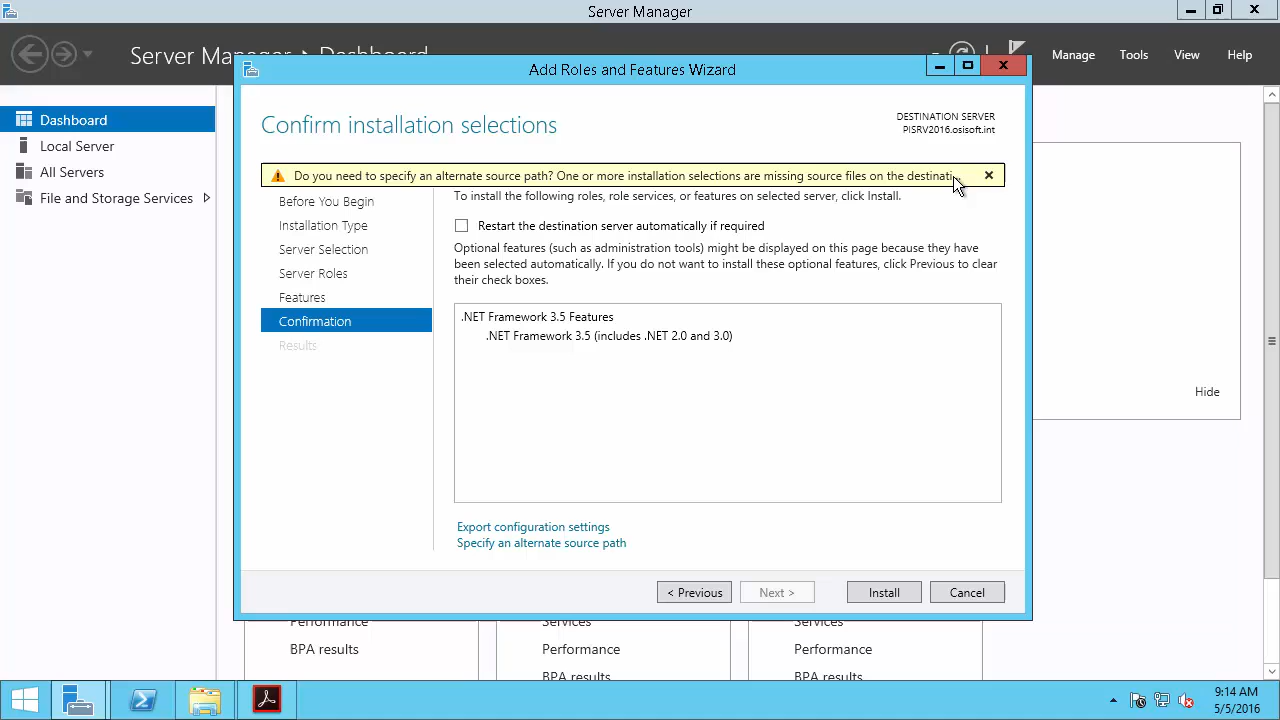 Server Manager
Server Manager
Dashboard
Manage
Tools
View
Help
Add Roles and Features Wizard
Dashboard
Local Server
All Servers
File and Storage Services
Confirm installation selections
DESTINATION SERVER
PISRV2016.osisoft.int
Do you need to specify an alternate source path? One or more installation selections are missing source files on the destinati...
Before You Begin
Installation Type
Server Selection
Server Roles
Features
Confirmation
Results
To install the following roles, role services, or features on selected server, click Install.
Restart the destination server automatically if required
Optional features (such as administration tools) might be displayed on this page because they have
been selected automatically. If you do not want to install these optional features, click Previous to clear
their check boxes.
.NET Framework 3.5 Features
.NET Framework 3.5 (includes .NET 2.0 and 3.0)
Export configuration settings
Specify an alternate source path
< Previous
Next >
Install
Cancel
Hide
Performance
Services
Services
BPA results
Performance
Performance
BPA results
BPA results
9:14 AM
5/5/2016